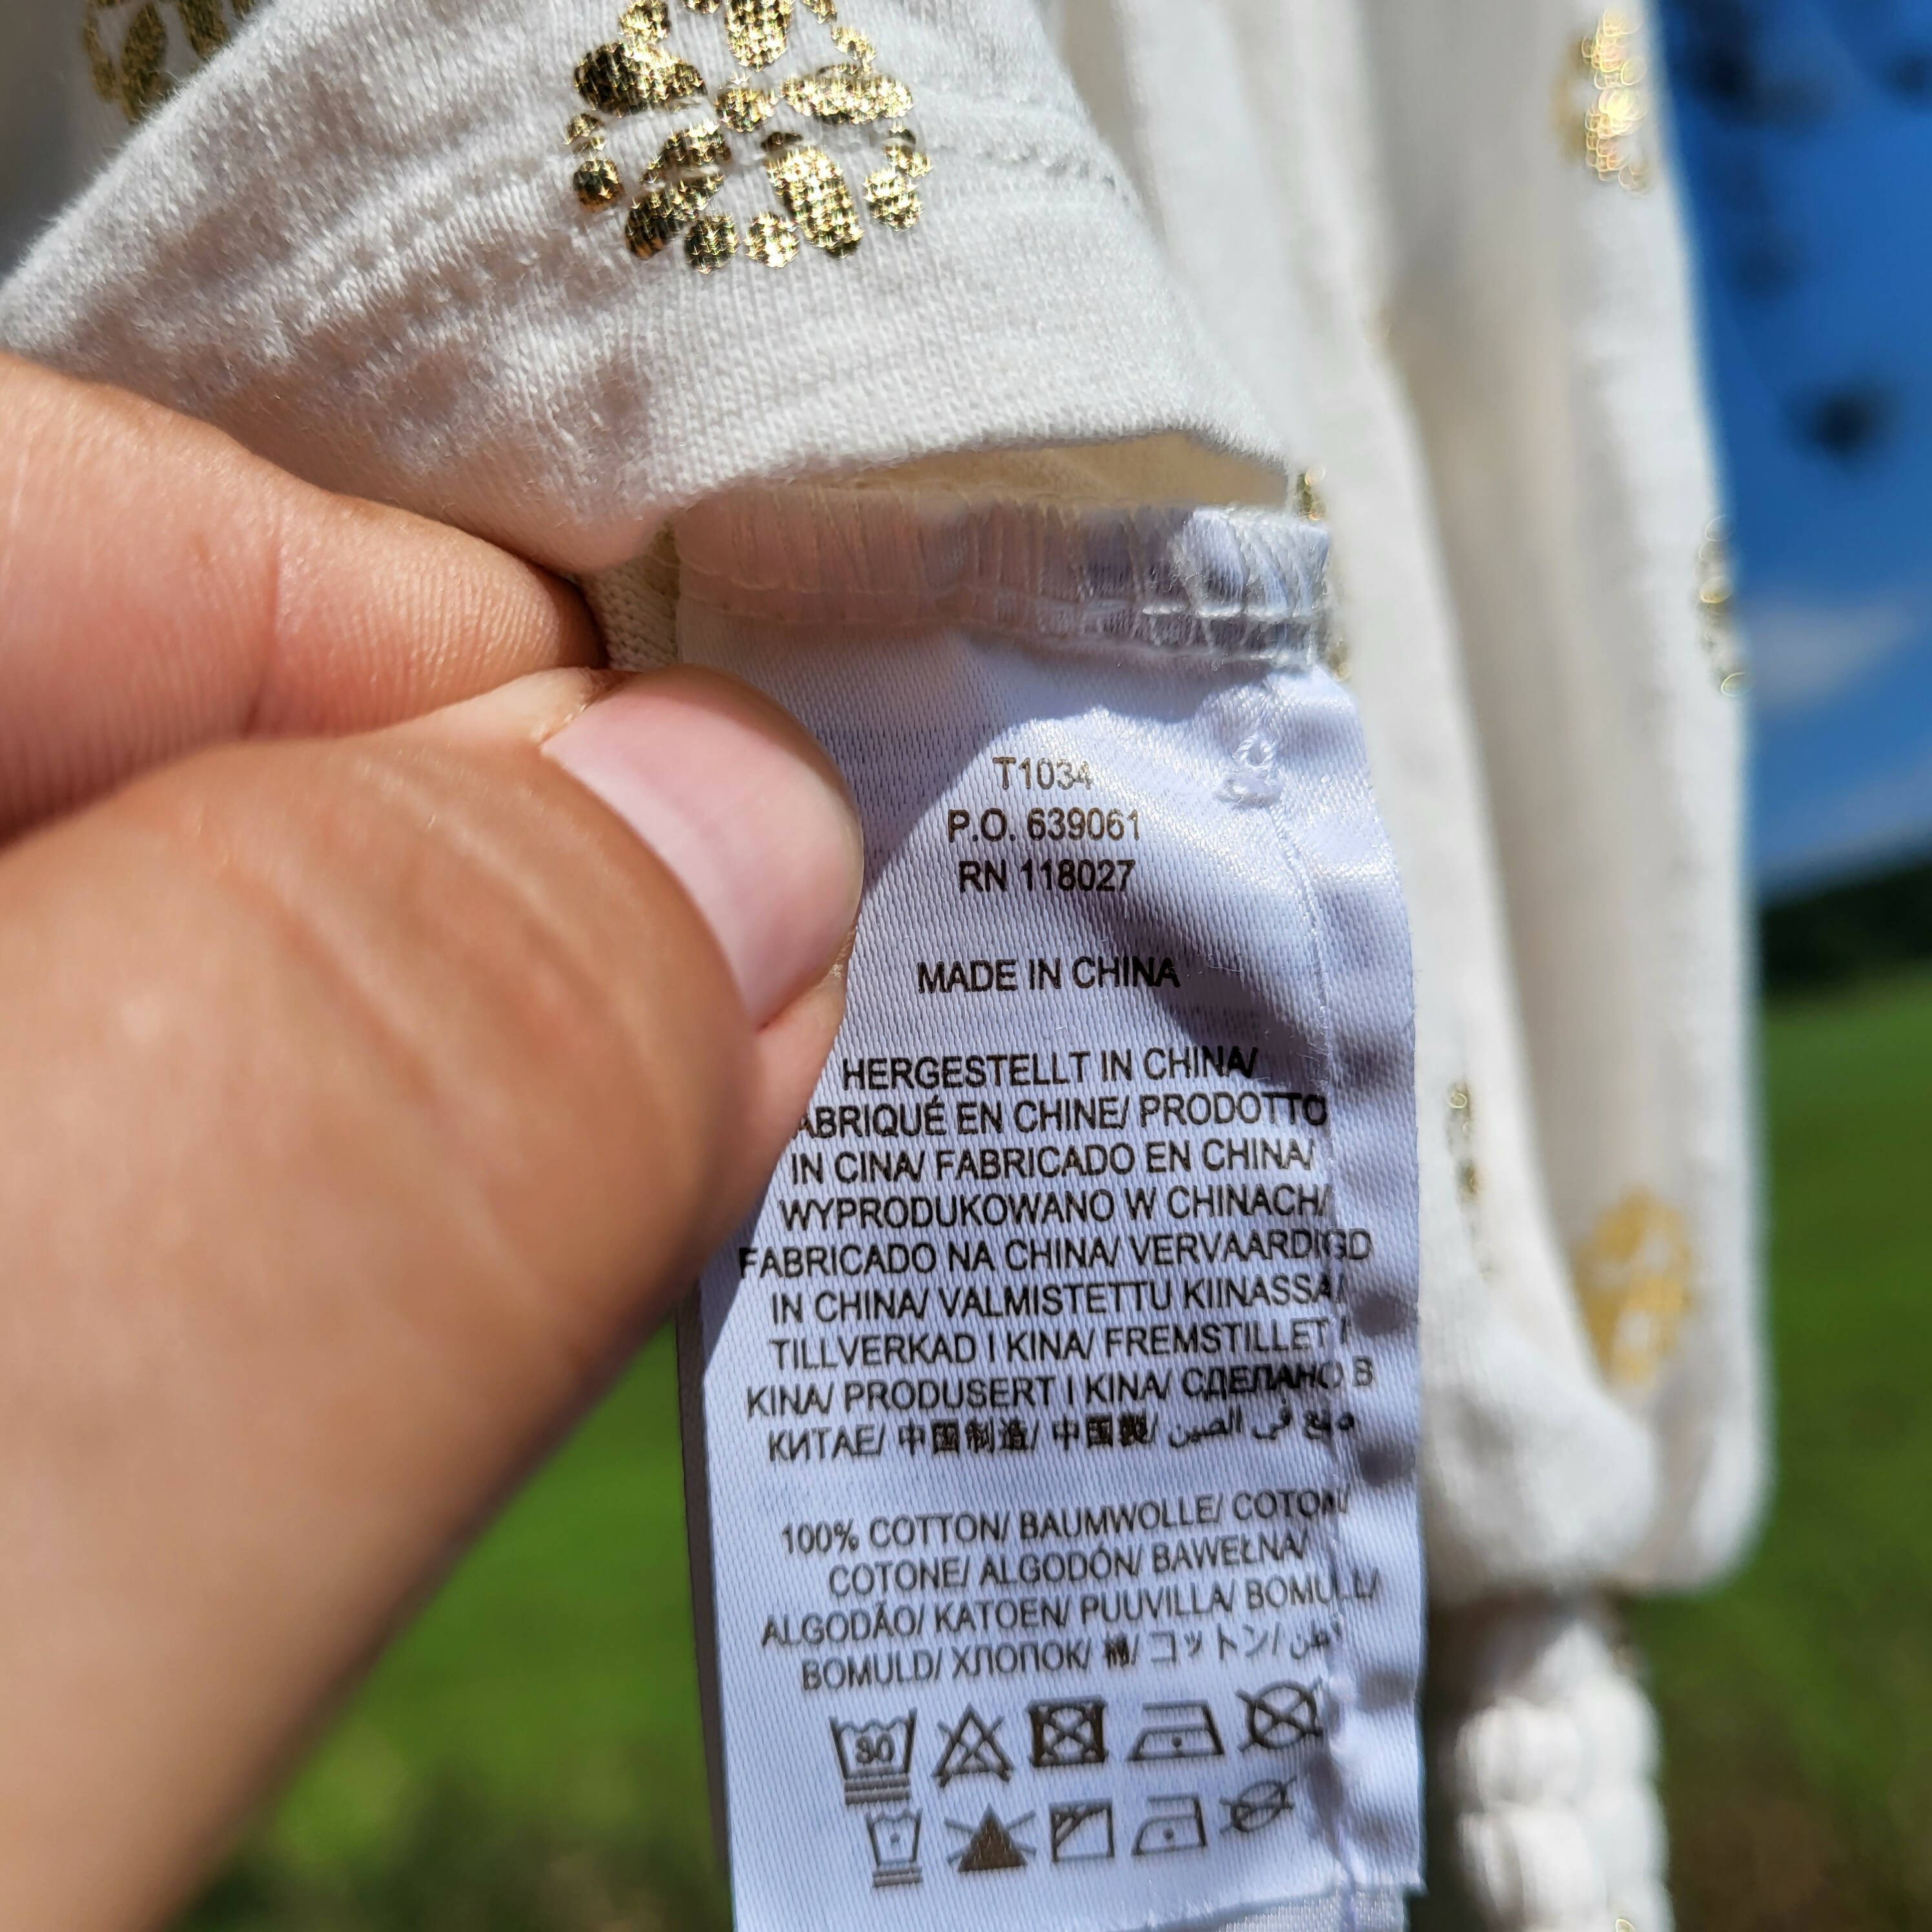 T1034
P.O. 639061
RN 118027
MADE IN CHINA
HERGESTELLT IN CHINA/
ABRIQUÉ EN CHINE/ PRODOTTO
IN CINA/ FABRICADO EN CHINA/
WYPRODUKOWANO W CHINACH/
FABRICADO NA CHINA/ VERVAARDIGD
IN CHINA/ VALMISTETTU KIINASSA/
TILLVERKAD I KINA/ FREMSTILLET I
KINA/ PRODUSERT I KINA/ СДЕЛАНО В
КИТАЕ/ 中国制造/ 中国製/ صنع في الصين
100% COTTON/ BAUMWOLLE/ COTON/
COTONE/ ALGODÓN/ BAWEŁNA/
ALGODÃO/ KATOEN/ PUUVILLA/ BOMULL/
BOMULD/ ХЛОПОК/ 棉/ コットン/ قطن
30